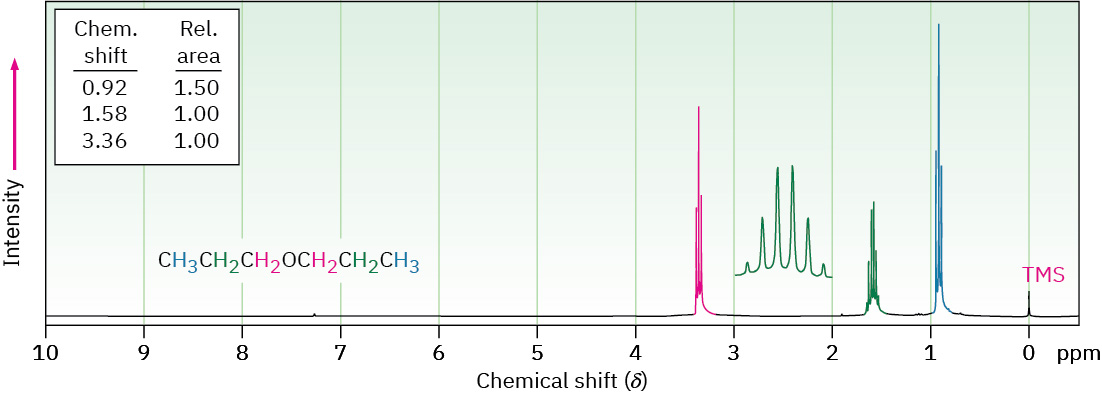 Chem. shift Rel. area
0.92 1.50
1.58 1.00
3.36 1.00
Intensity
CH₃CH₂CH₂OCH₂CH₂CH₃
TMS
10 9 8 7 6 5 4 3 2 1 0 ppm
Chemical shift (δ)